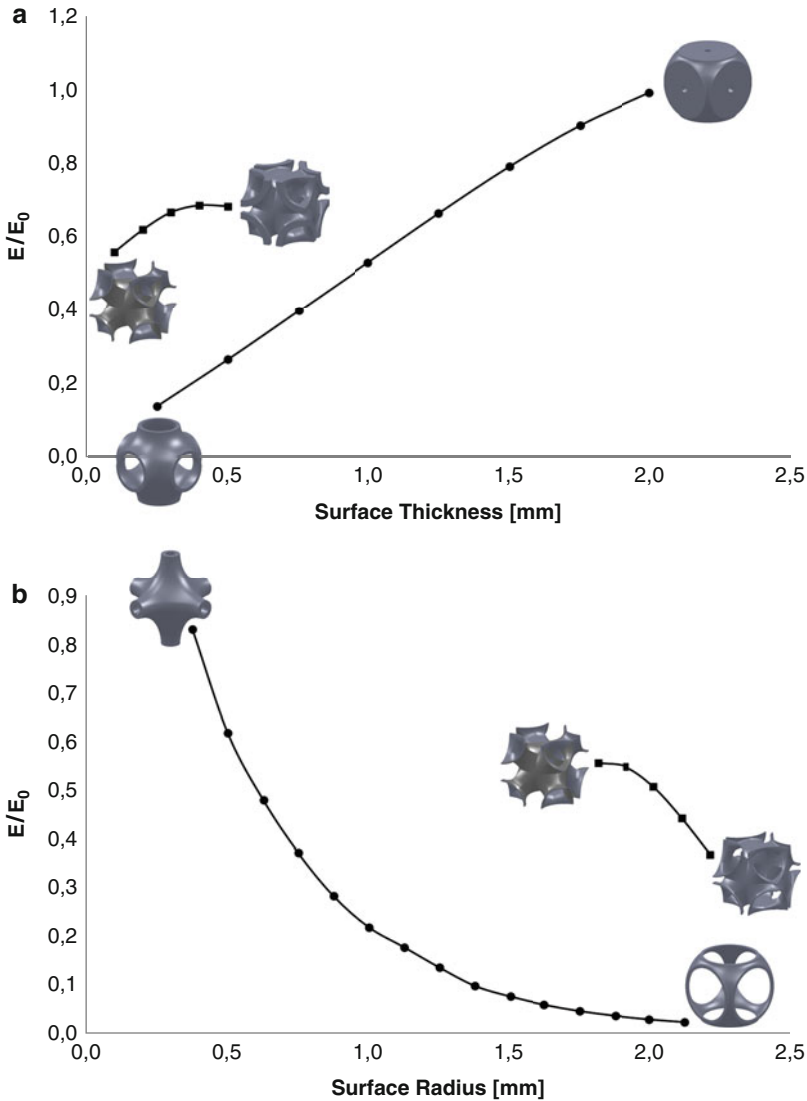 a
1,2
1,0
0,8
0,6
0,4
0,2
0,0
E/E0
0,0 0,5 1,0 1,5 2,0 2,5
Surface Thickness [mm]
b
0,9
0,8
0,7
0,6
0,5
0,4
0,3
0,2
0,1
0,0
E/E0
0,0 0,5 1,0 1,5 2,0 2,5
Surface Radius [mm]